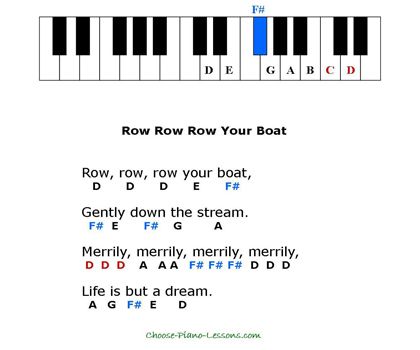 F#
D E G A B C D
Row Row Row Your Boat
Row, row, row your boat,
D D D E F#
Gently down the stream.
F# E F# G A
Merrily, merrily, merrily, merrily,
D D D A A A F# F# F# D D D
Life is but a dream.
A G F# E D
Choose-Piano-Lessons.com